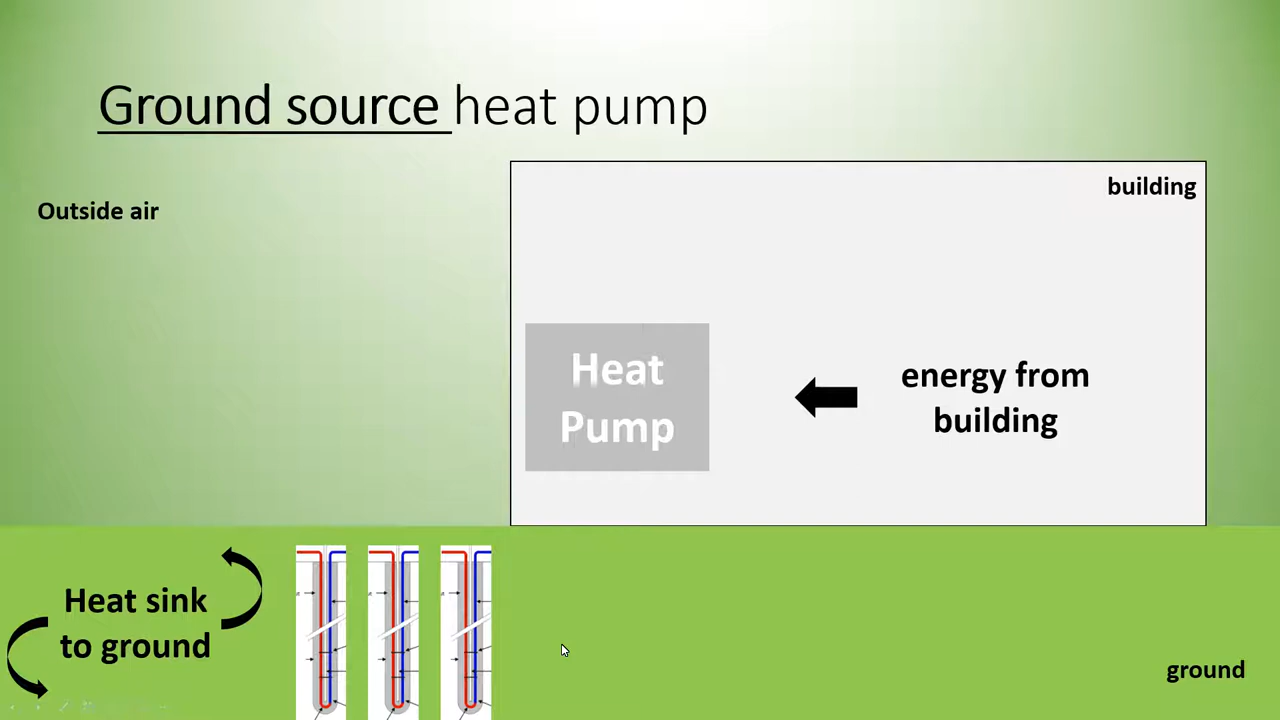 Ground source heat pump
Outside air
building
Heat
Pump
energy from
building
Heat sink
to ground
ground